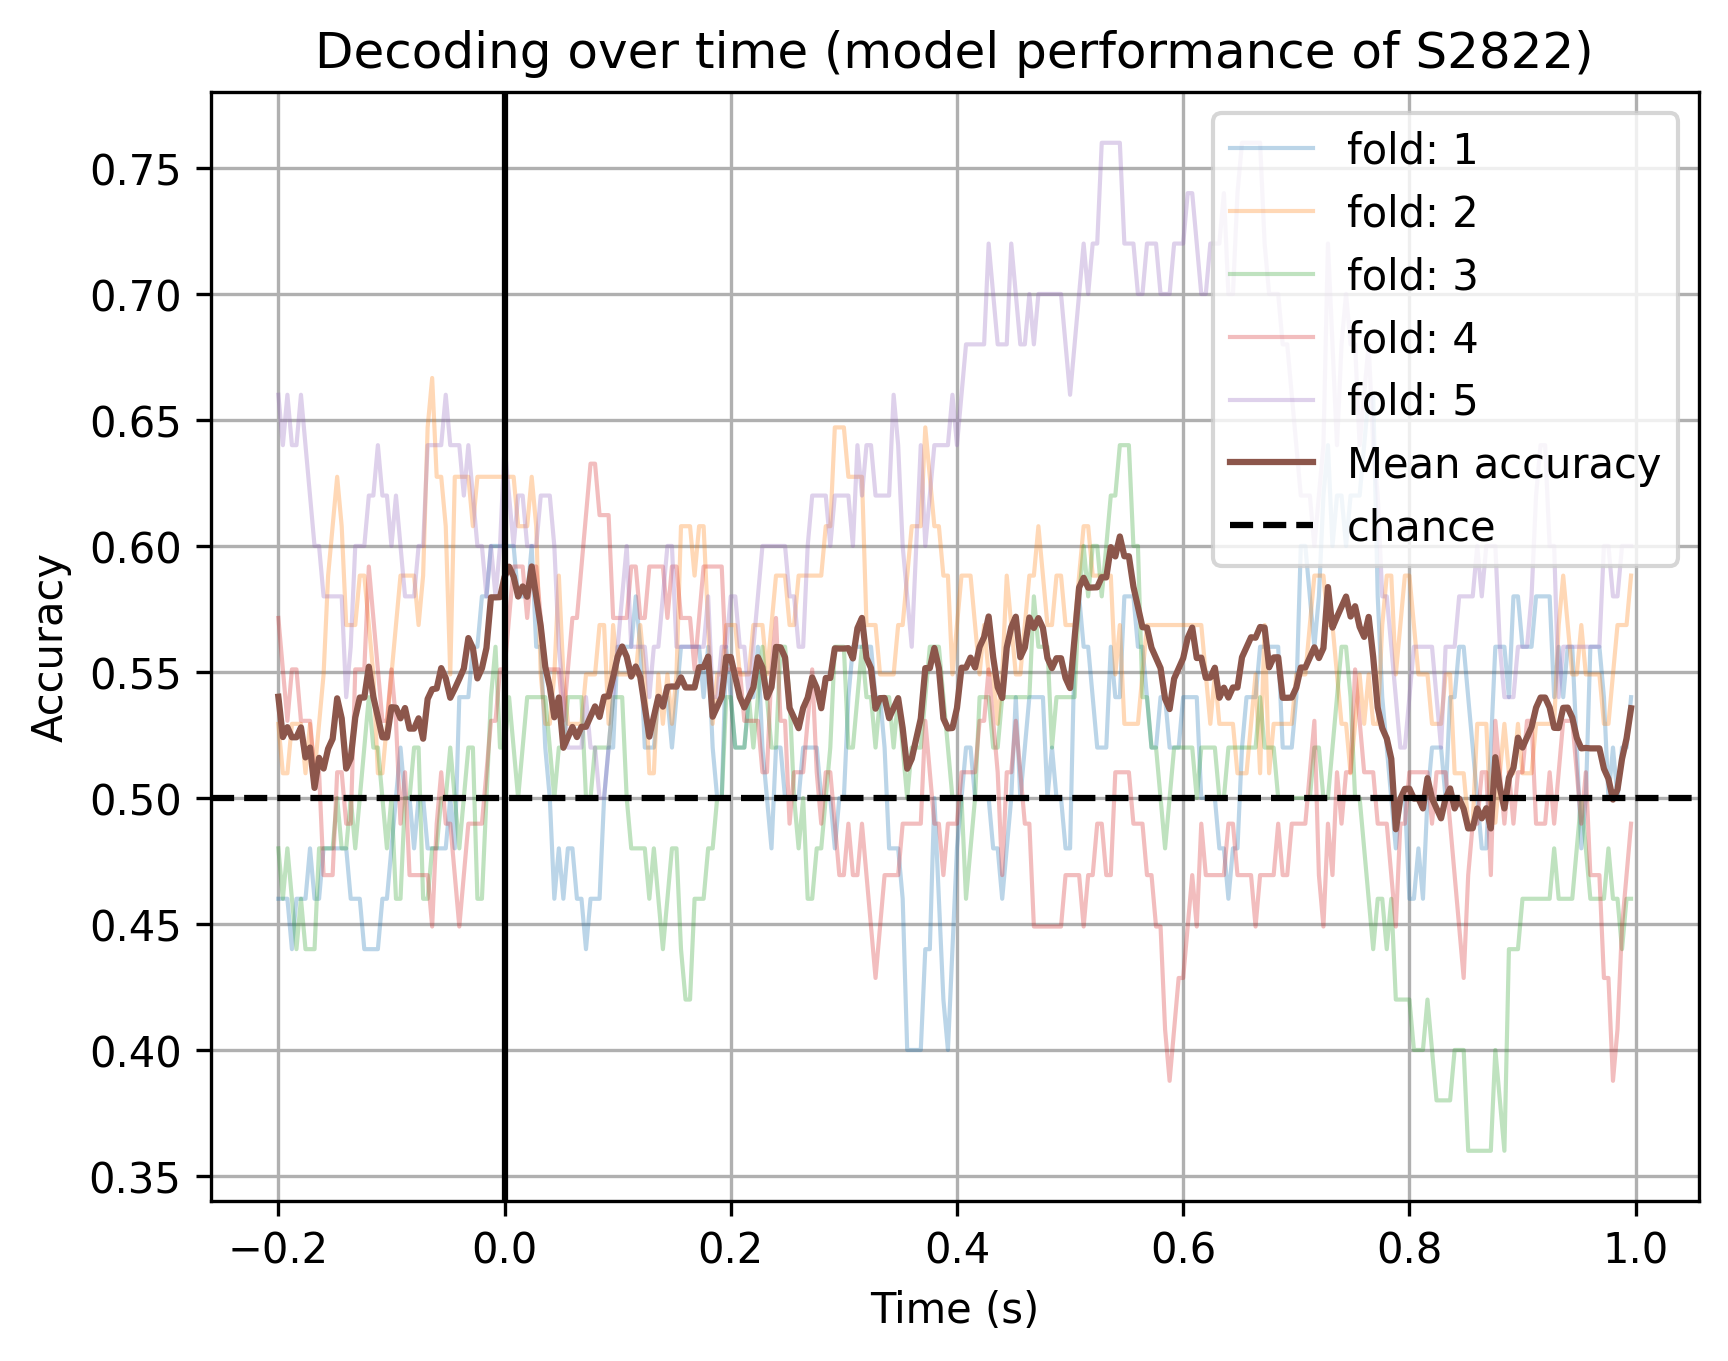 Decoding over time (model performance of S2822)
Accuracy
0.75
0.70
0.65
0.60
0.55
0.50
0.45
0.40
0.35
fold: 1
fold: 2
fold: 3
fold: 4
fold: 5
Mean accuracy
chance
−0.2 0.0 0.2 0.4 0.6 0.8 1.0
Time (s)